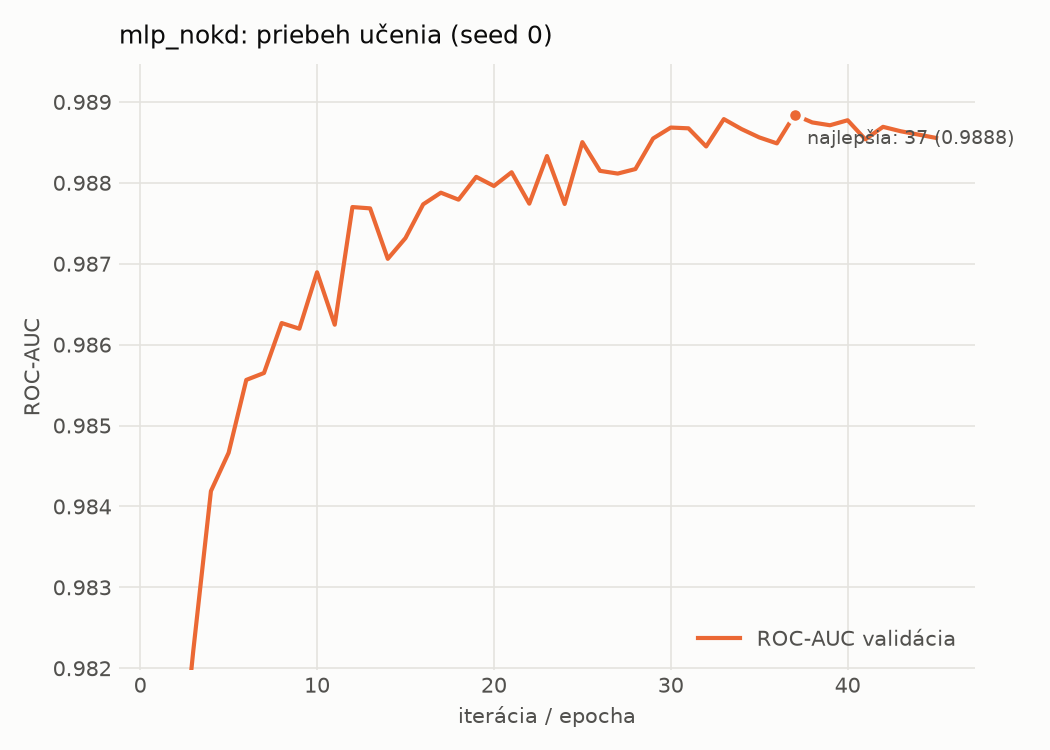 mlp_nokd: priebeh učenia (seed 0)
0.989
0.988
0.987
0.986
0.985
0.984
0.983
0.982
ROC-AUC
najlepšia: 37 (0.9888)
ROC-AUC validácia
0 10 20 30 40
iterácia / epocha